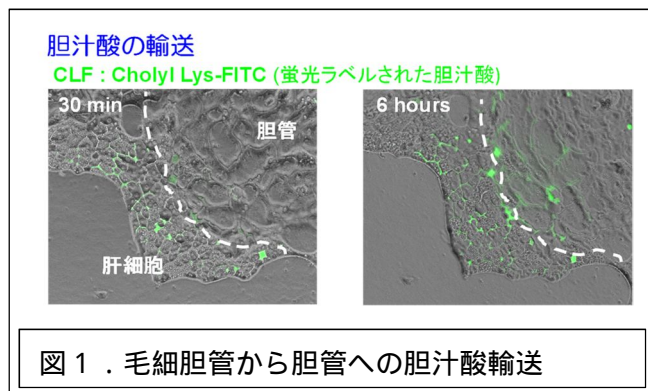 胆汁酸の輸送
CLF : Cholyl Lys-FITC (蛍光ラベルされた胆汁酸)
30 min
胆管
肝細胞
6 hours
図１．毛細胆管から胆管への胆汁酸輸送